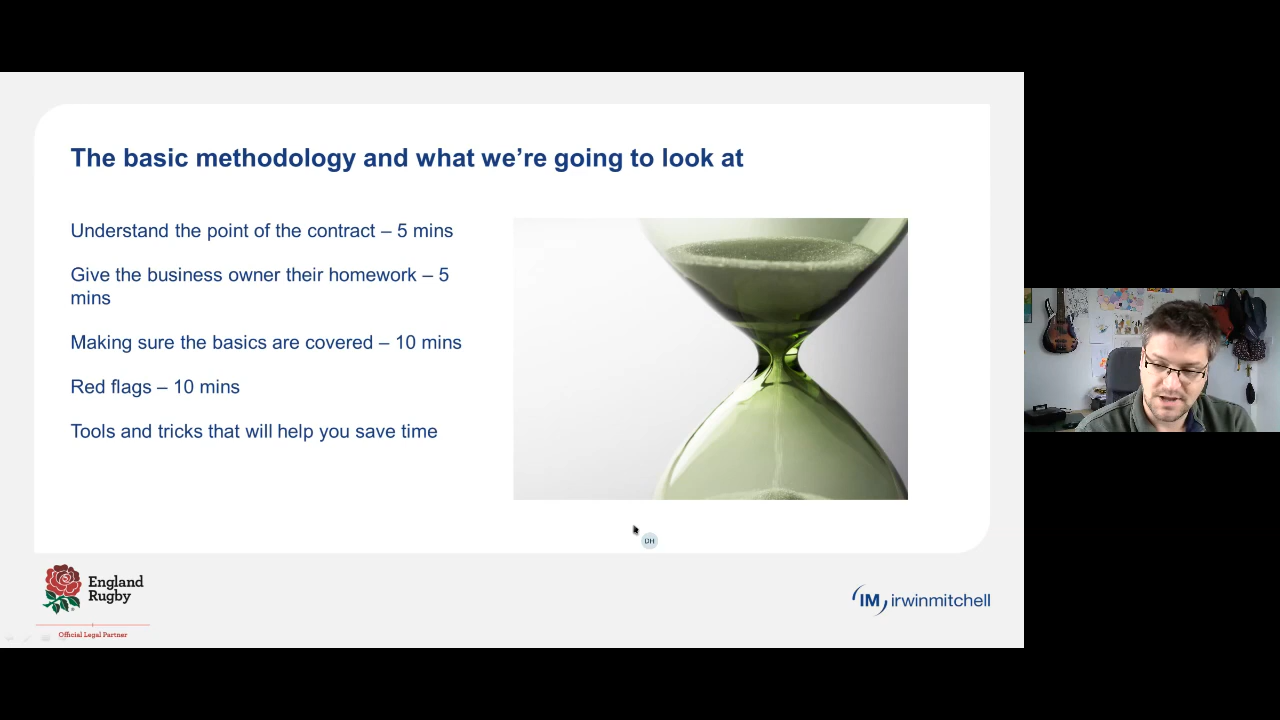 The basic methodology and what we’re going to look at
Understand the point of the contract – 5 mins
Give the business owner their homework – 5
mins
Making sure the basics are covered – 10 mins
Red flags – 10 mins
Tools and tricks that will help you save time
DH
England
Rugby
Official Legal Partner
IM irwinmitchell